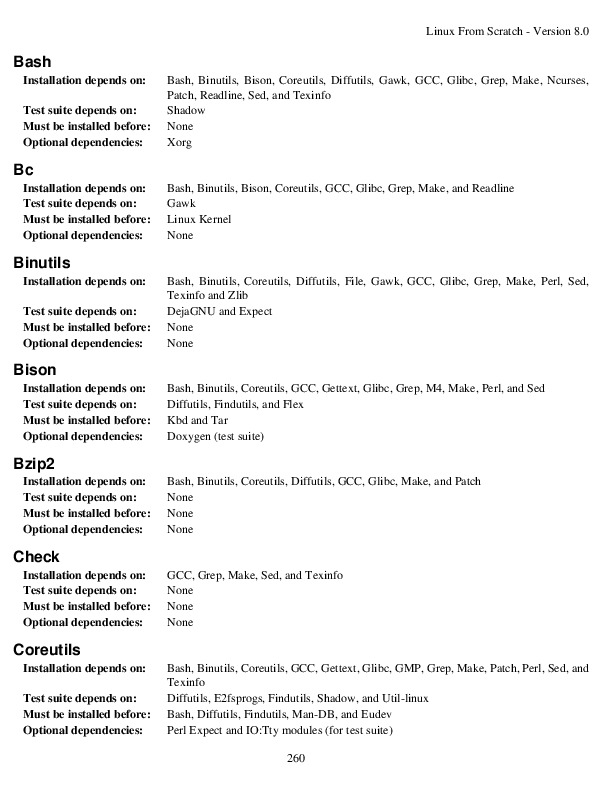 Linux From Scratch - Version 8.0
Bash
Installation depends on: Bash, Binutils, Bison, Coreutils, Diffutils, Gawk, GCC, Glibc, Grep, Make, Ncurses,
Patch, Readline, Sed, and Texinfo
Test suite depends on: Shadow
Must be installed before: None
Optional dependencies: Xorg
Bc
Installation depends on: Bash, Binutils, Bison, Coreutils, GCC, Glibc, Grep, Make, and Readline
Test suite depends on: Gawk
Must be installed before: Linux Kernel
Optional dependencies: None
Binutils
Installation depends on: Bash, Binutils, Coreutils, Diffutils, File, Gawk, GCC, Glibc, Grep, Make, Perl, Sed,
Texinfo and Zlib
Test suite depends on: DejaGNU and Expect
Must be installed before: None
Optional dependencies: None
Bison
Installation depends on: Bash, Binutils, Coreutils, GCC, Gettext, Glibc, Grep, M4, Make, Perl, and Sed
Test suite depends on: Diffutils, Findutils, and Flex
Must be installed before: Kbd and Tar
Optional dependencies: Doxygen (test suite)
Bzip2
Installation depends on: Bash, Binutils, Coreutils, Diffutils, GCC, Glibc, Make, and Patch
Test suite depends on: None
Must be installed before: None
Optional dependencies: None
Check
Installation depends on: GCC, Grep, Make, Sed, and Texinfo
Test suite depends on: None
Must be installed before: None
Optional dependencies: None
Coreutils
Installation depends on: Bash, Binutils, Coreutils, GCC, Gettext, Glibc, GMP, Grep, Make, Patch, Perl, Sed, and
Texinfo
Test suite depends on: Diffutils, E2fsprogs, Findutils, Shadow, and Util-linux
Must be installed before: Bash, Diffutils, Findutils, Man-DB, and Eudev
Optional dependencies: Perl Expect and IO:Tty modules (for test suite)
260